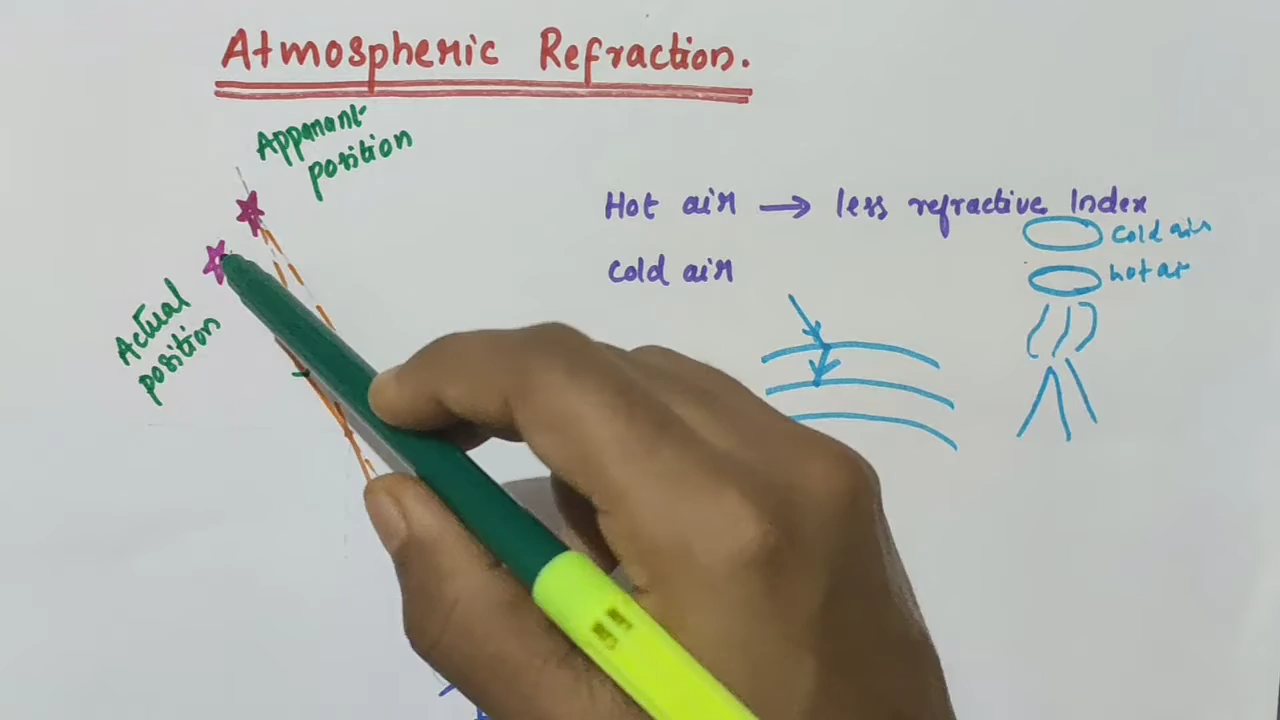 Atmospheric Refraction.
Apparant
position
Actual
position
Hot air → less refractive Index
Cold air
Cold air
hot air